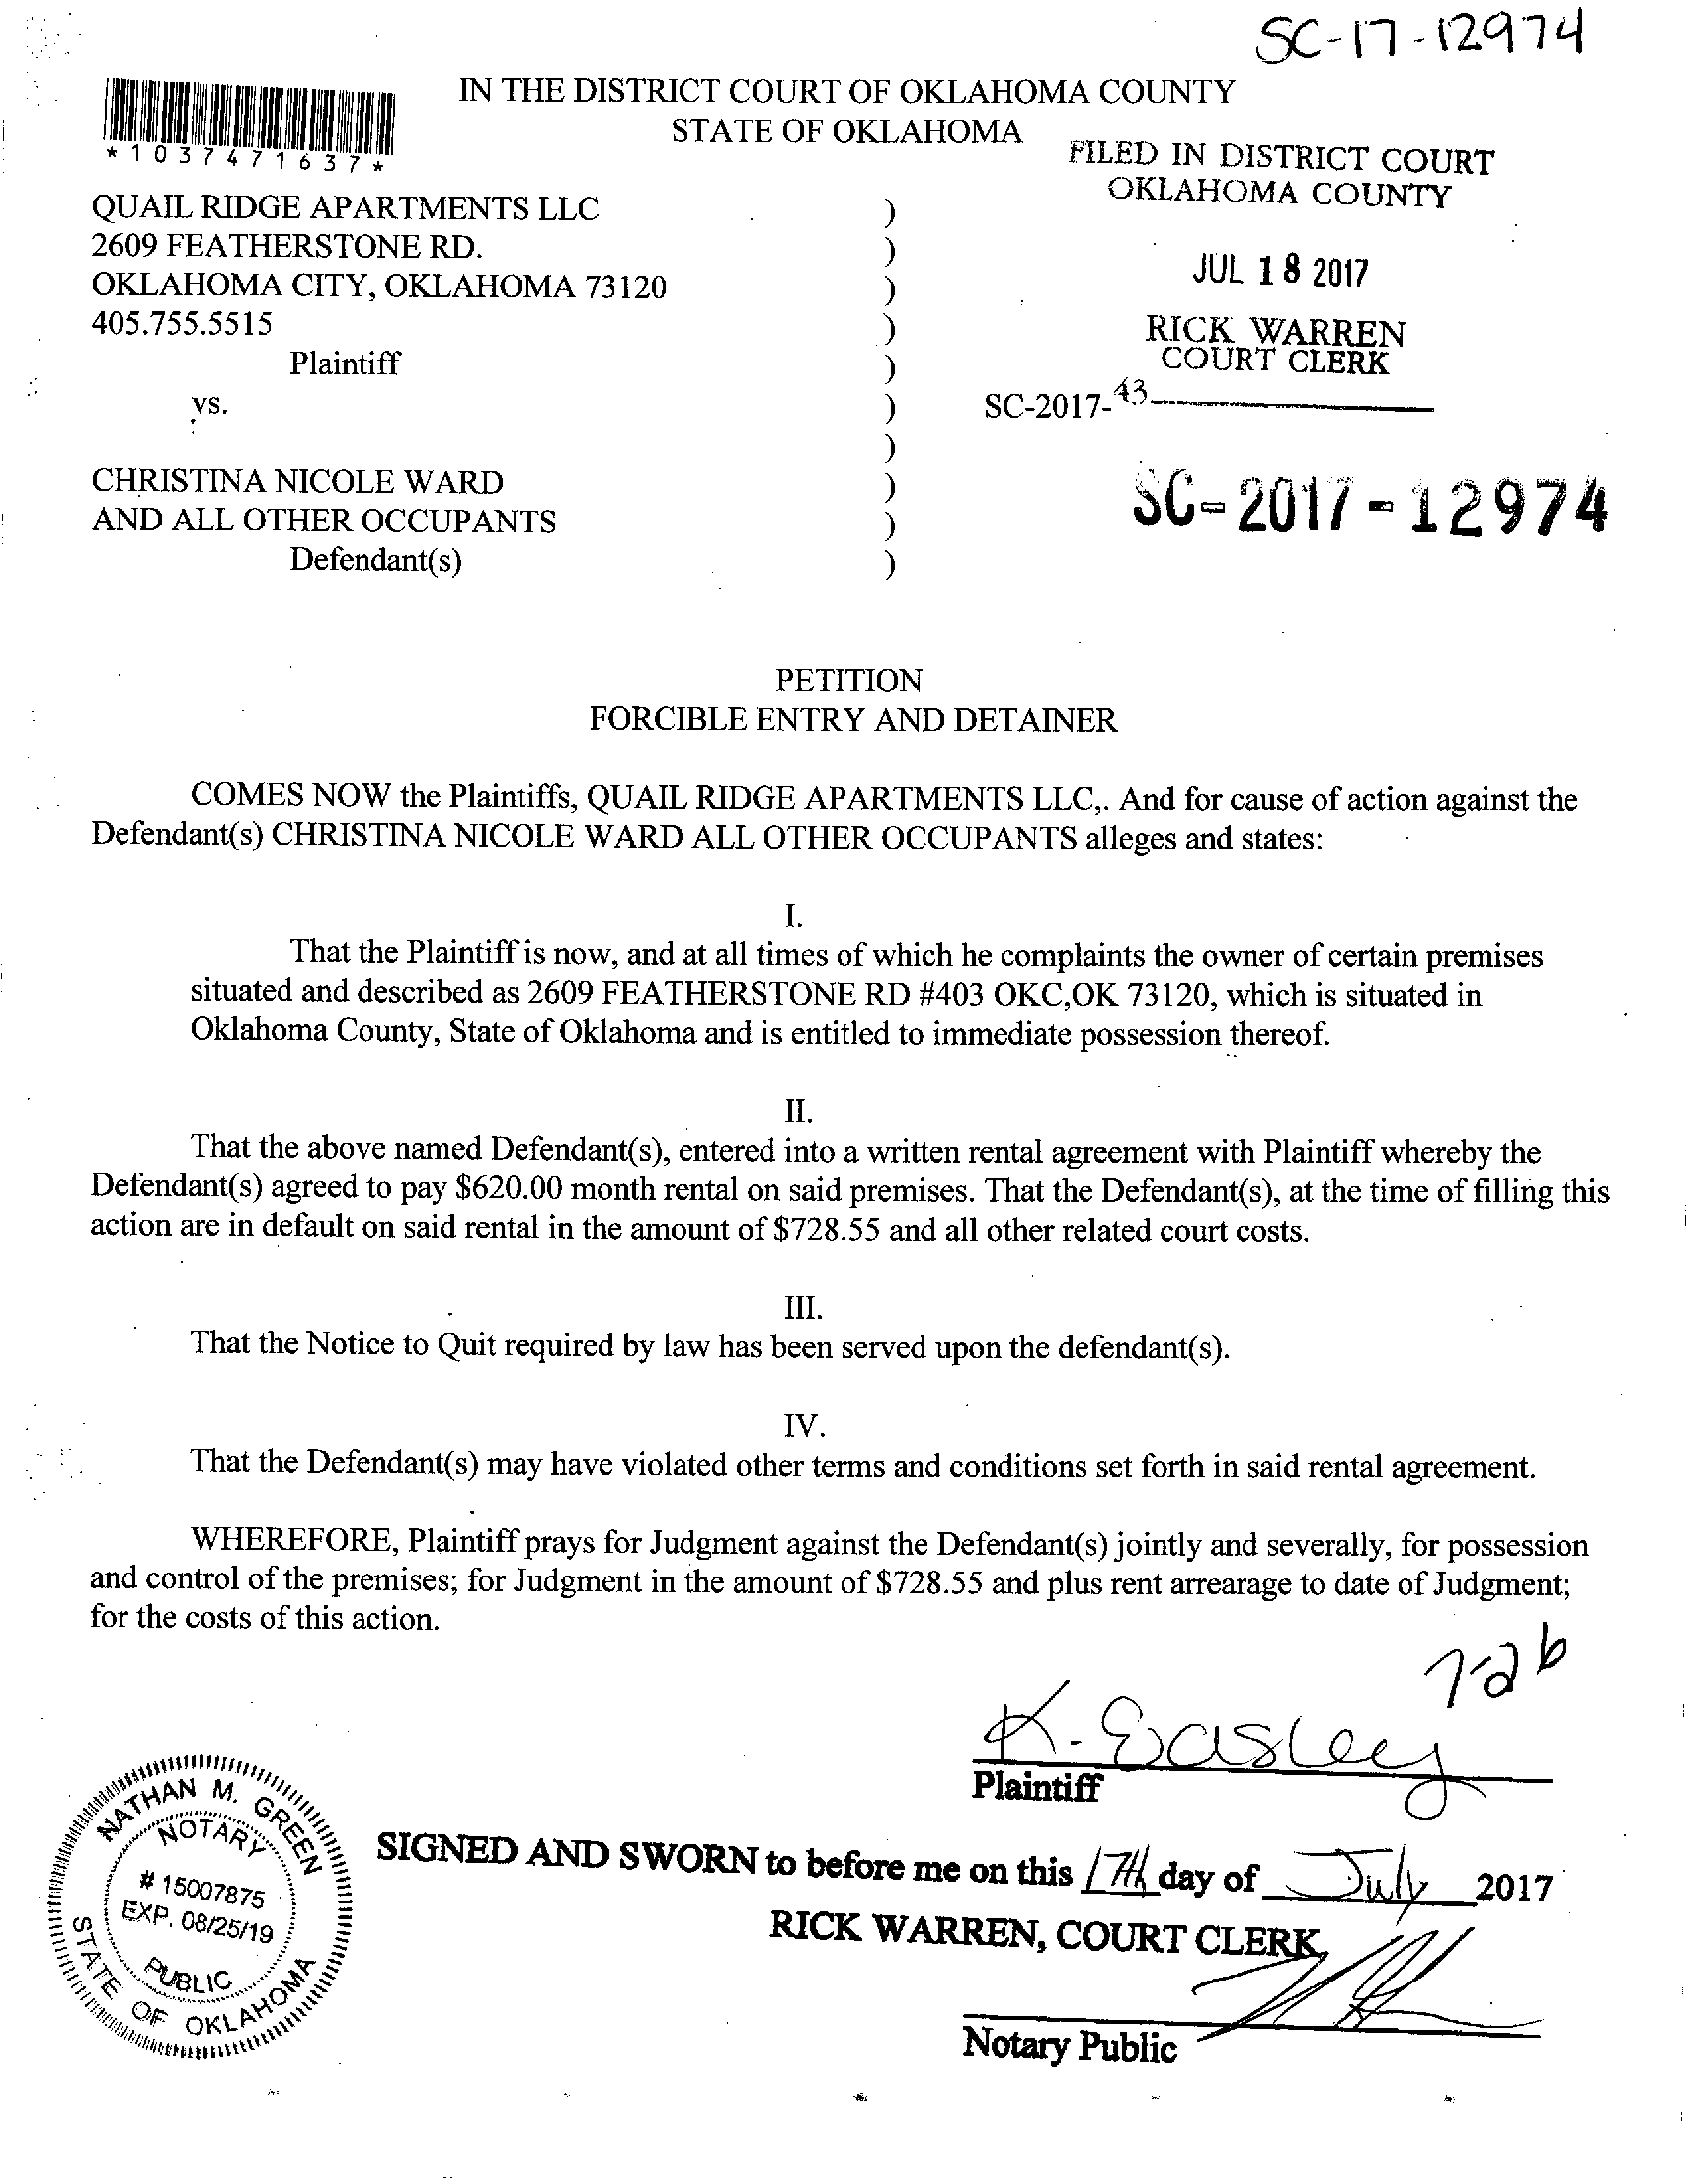 SC-17-12974
IN THE DISTRICT COURT OF OKLAHOMA COUNTY
STATE OF OKLAHOMA
*1037471637*
FILED IN DISTRICT COURT
OKLAHOMA COUNTY
JUL 18 2017
RICK WARREN
COURT CLERK
QUAIL RIDGE APARTMENTS LLC )
2609 FEATHERSTONE RD. )
OKLAHOMA CITY, OKLAHOMA 73120 )
405.755.5515 )
Plaintiff )
vs. ) SC-2017-
43
)
CHRISTINA NICOLE WARD )
AND ALL OTHER OCCUPANTS )
Defendant(s) )
SC-2017-12974
PETITION
FORCIBLE ENTRY AND DETAINER
COMES NOW the Plaintiffs, QUAIL RIDGE APARTMENTS LLC,. And for cause of action against the
Defendant(s) CHRISTINA NICOLE WARD ALL OTHER OCCUPANTS alleges and states:
I.
That the Plaintiff is now, and at all times of which he complaints the owner of certain premises
situated and described as 2609 FEATHERSTONE RD #403 OKC,OK 73120, which is situated in
Oklahoma County, State of Oklahoma and is entitled to immediate possession thereof.
II.
That the above named Defendant(s), entered into a written rental agreement with Plaintiff whereby the
Defendant(s) agreed to pay $620.00 month rental on said premises. That the Defendant(s), at the time of filling this
action are in default on said rental in the amount of $728.55 and all other related court costs.
III.
That the Notice to Quit required by law has been served upon the defendant(s).
IV.
That the Defendant(s) may have violated other terms and conditions set forth in said rental agreement.
WHEREFORE, Plaintiff prays for Judgment against the Defendant(s) jointly and severally, for possession
and control of the premises; for Judgment in the amount of $728.55 and plus rent arrearage to date of Judgment;
for the costs of this action.
7-26
K. Easley
Plaintiff
SIGNED AND SWORN to before me on this 17th day of July 2017
RICK WARREN, COURT CLERK
Notary Public
NATHAN M. GREEN
NOTARY
# 15007875
EXP. 08/25/19
PUBLIC
STATE OF OKLAHOMA